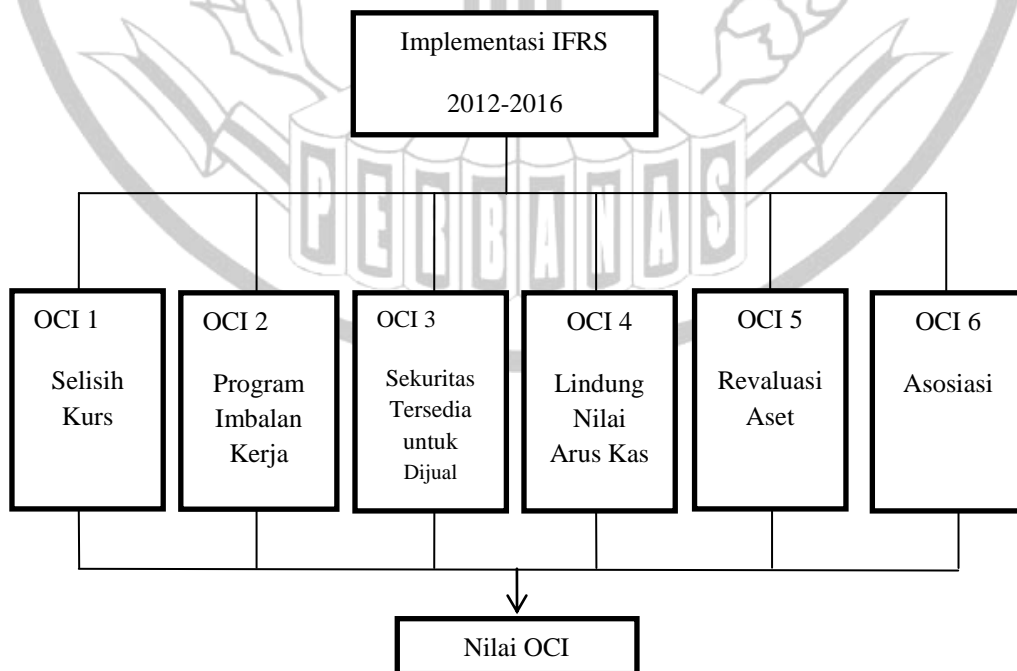 Implementasi IFRS
2012-2016
PERBANAS
OCI 1
Selisih
Kurs
OCI 2
Program
Imbalan
Kerja
OCI 3
Sekuritas
Tersedia
untuk
Dijual
OCI 4
Lindung
Nilai
Arus Kas
OCI 5
Revaluasi
Aset
OCI 6
Asosiasi
Nilai OCI